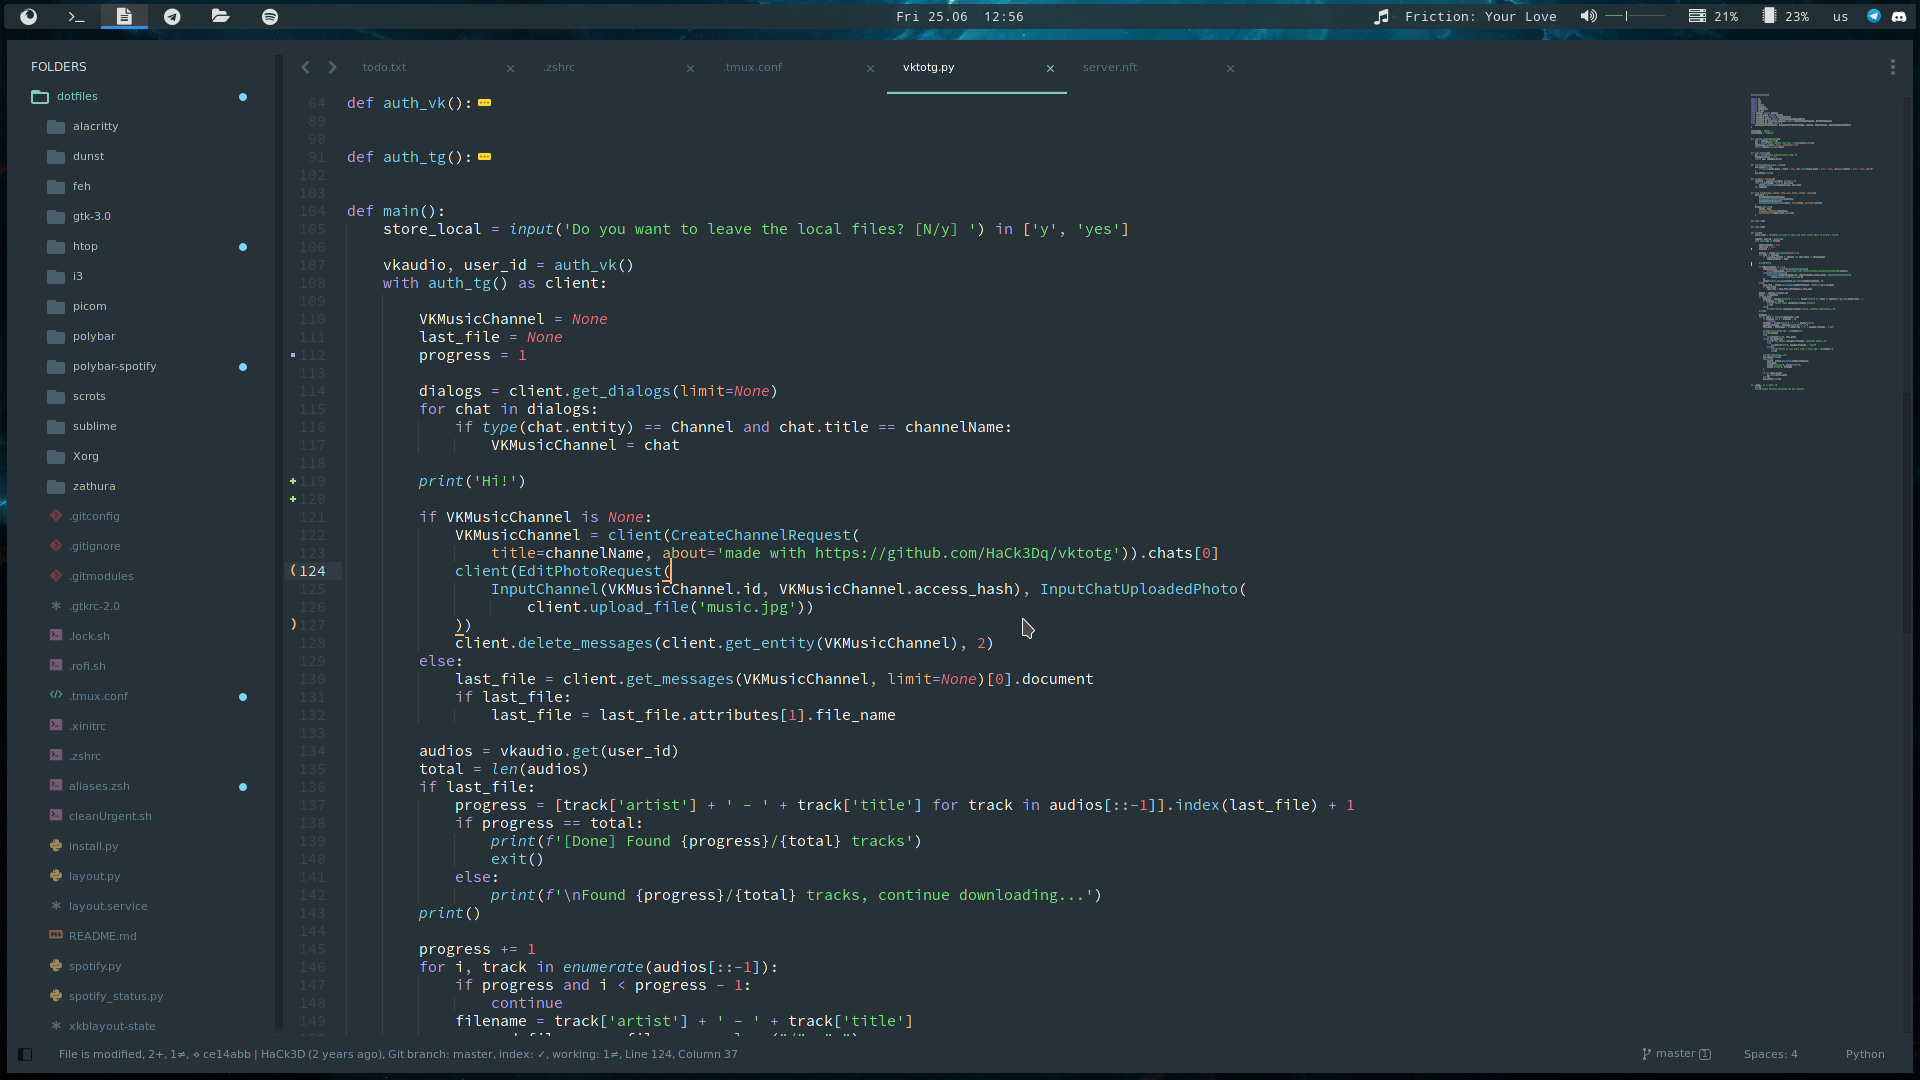 Fri 25.06 12:56
Friction: Your Love
21%
23%
us
FOLDERS
dotfiles
alacritty
dunst
feh
gtk-3.0
htop
i3
picom
polybar
polybar-spotify
scrots
sublime
Xorg
zathura
.gitconfig
.gitignore
.gitmodules
.gtkrc-2.0
.lock.sh
.rofi.sh
.tmux.conf
.xinitrc
.zshrc
aliases.zsh
cleanUrgent.sh
install.py
layout.py
layout.service
README.md
spotify.py
spotify_status.py
xkblayout-state
todo.txt
.zshrc
.tmux.conf
vktotg.py
server.nft
64 def auth_vk():
89
90
91 def auth_tg():
102
103
104 def main():
105     store_local = input('Do you want to leave the local files? [N/y] ') in ['y', 'yes']
106
107     vkaudio, user_id = auth_vk()
108     with auth_tg() as client:
109
110         VKMusicChannel = None
111         last_file = None
112         progress = 1
113
114         dialogs = client.get_dialogs(limit=None)
115         for chat in dialogs:
116             if type(chat.entity) == Channel and chat.title == channelName:
117                 VKMusicChannel = chat
118
119         print('Hi!')
120
121         if VKMusicChannel is None:
122             VKMusicChannel = client(CreateChannelRequest(
123                 title=channelName, about='made with https://github.com/HaCk3Dq/vktotg')).chats[0]
124             client(EditPhotoRequest(
125                 InputChannel(VKMusicChannel.id, VKMusicChannel.access_hash), InputChatUploadedPhoto(
126                     client.upload_file('music.jpg'))
127             ))
128             client.delete_messages(client.get_entity(VKMusicChannel), 2)
129         else:
130             last_file = client.get_messages(VKMusicChannel, limit=None)[0].document
131             if last_file:
132                 last_file = last_file.attributes[1].file_name
133
134         audios = vkaudio.get(user_id)
135         total = len(audios)
136         if last_file:
137             progress = [track['artist'] + ' - ' + track['title'] for track in audios[::-1]].index(last_file) + 1
138             if progress == total:
139                 print(f'[Done] Found {progress}/{total} tracks')
140                 exit()
141             else:
142                 print(f'\nFound {progress}/{total} tracks, continue downloading...')
143         print()
144
145         progress += 1
146         for i, track in enumerate(audios[::-1]):
147             if progress and i < progress - 1:
148                 continue
149             filename = track['artist'] + ' - ' + track['title']
File is modified, 2+, 1≠, ⋄ ce14abb | HaCk3D (2 years ago), Git branch: master, index: ✓, working: 1≠, Line 124, Column 37
master 1
Spaces: 4
Python